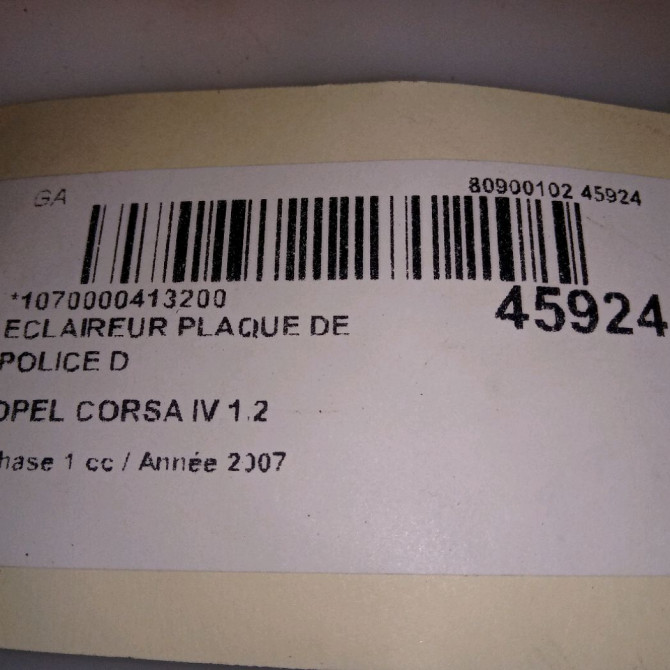 GA
80900102 45924
*1070000413200
45924
ECLAIREUR PLAQUE DE
POLICE D
OPEL CORSA IV 1.2
hase 1 cc / Année 2007